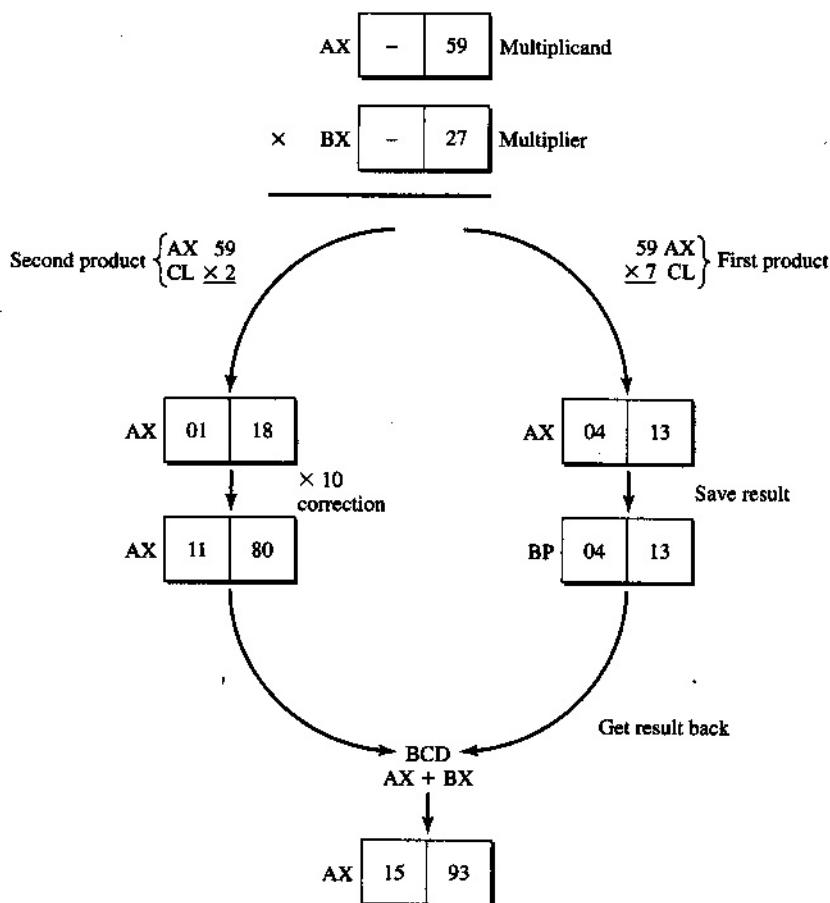 AX – 59 Multiplicand
× BX – 27 Multiplier
Second product { AX 59
CL × 2
59 AX } First product
× 7 CL
AX 01 18
AX 04 13
× 10
correction
Save result
AX 11 80
BP 04 13
Get result back
BCD
AX + BX
AX 15 93